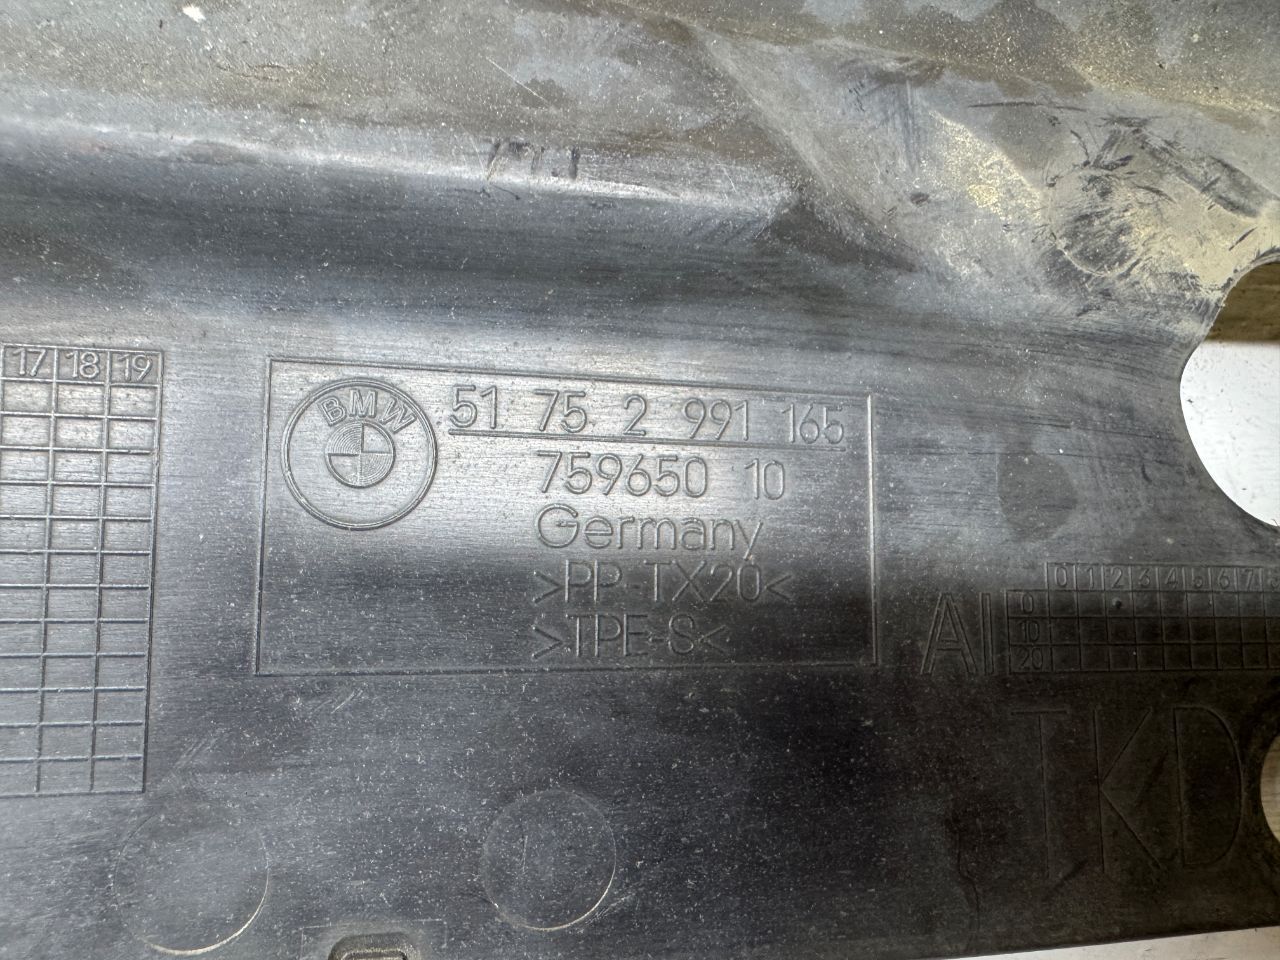 17 18 19
BMW
51 75 2 991 165
759650 10
Germany
>PP-TX20<
>TPE-S<
AI
0 1 2 3 4 5 6 7
0
10
20
TKD